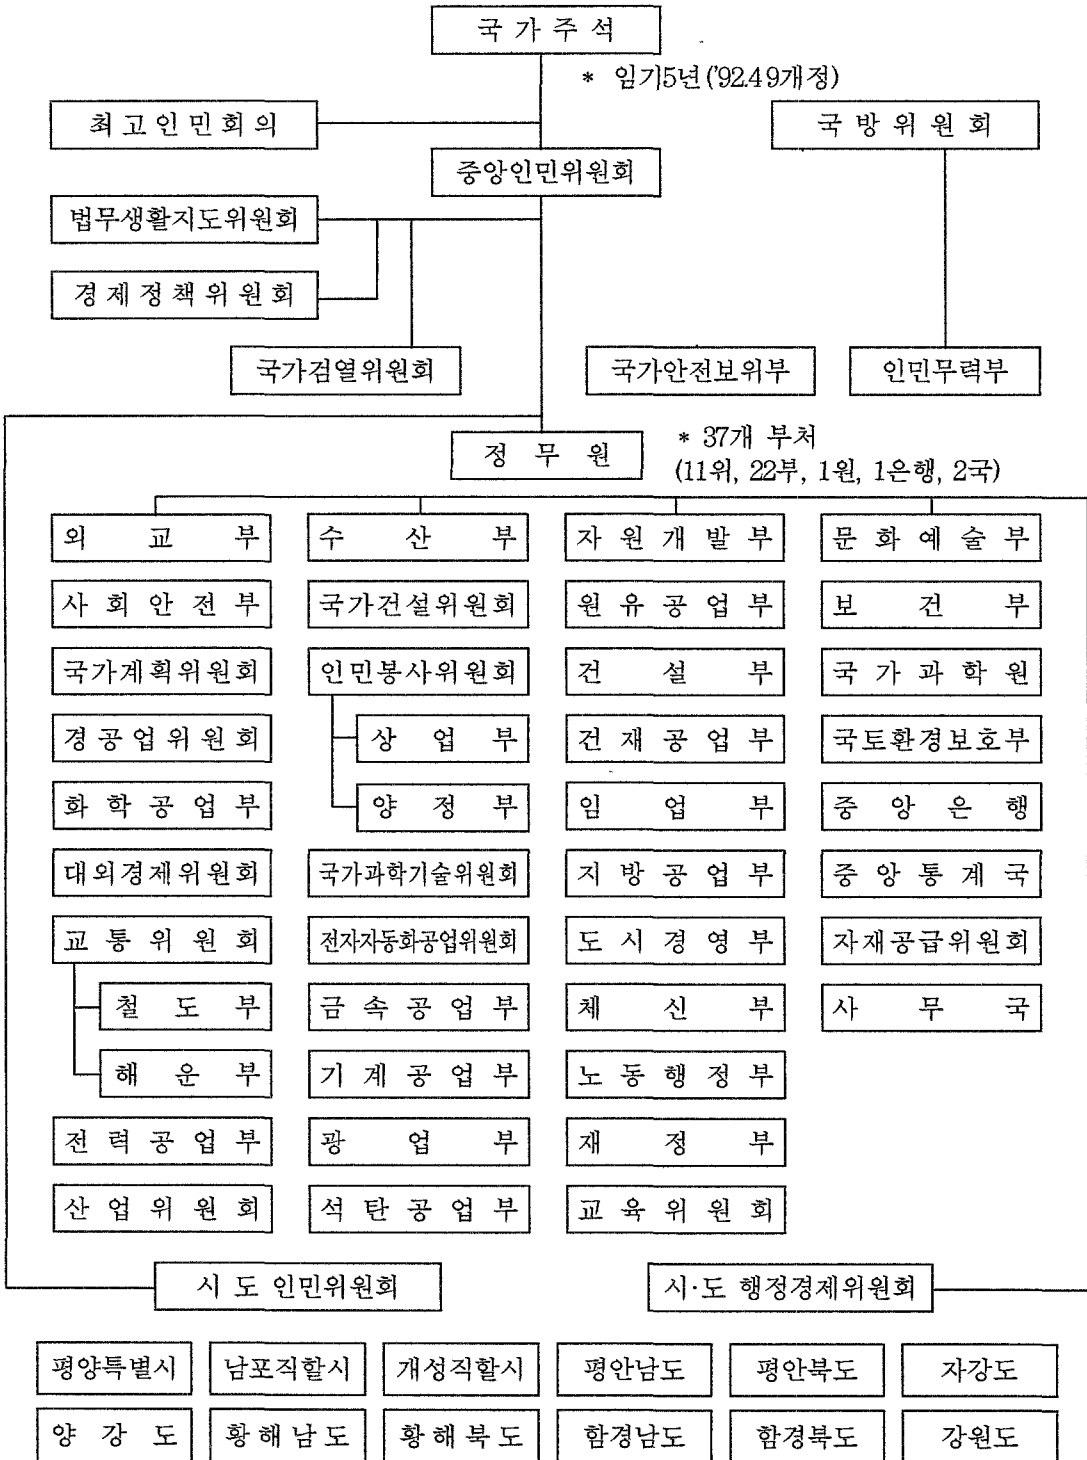 국가주석
* 임기5년('92.4.9개정)
최고인민회의
국방위원회
중앙인민위원회
법무생활지도위원회
경제정책위원회
국가검열위원회
국가안전보위부
인민무력부
정무원
* 37개 부처
(11위, 22부, 1원, 1은행, 2국)
외교부
수산부
자원개발부
문화예술부
사회안전부
국가건설위원회
원유공업부
보건부
국가계획위원회
인민봉사위원회
건설부
국가과학원
경공업위원회
상업부
건재공업부
국토환경보호부
화학공업부
양정부
임업부
중앙은행
대외경제위원회
국가과학기술위원회
지방공업부
중앙통계국
교통위원회
전자자동화공업위원회
도시경영부
자재공급위원회
철도부
금속공업부
체신부
사무국
해운부
기계공업부
노동행정부
전력공업부
광업부
재정부
산업위원회
석탄공업부
교육위원회
시 도 인민위원회
시·도 행정경제위원회
평양특별시
남포직할시
개성직할시
평안남도
평안북도
자강도
양강도
황해남도
황해북도
함경남도
함경북도
강원도